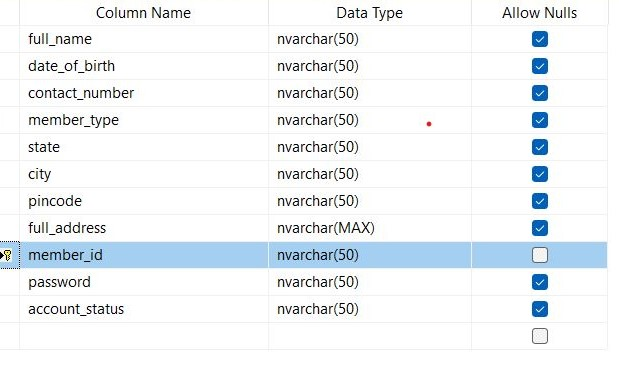 Column Name Data Type Allow Nulls
full_name nvarchar(50)
date_of_birth nvarchar(50)
contact_number nvarchar(50)
member_type nvarchar(50)
state nvarchar(50)
city nvarchar(50)
pincode nvarchar(50)
full_address nvarchar(MAX)
member_id nvarchar(50)
password nvarchar(50)
account_status nvarchar(50)